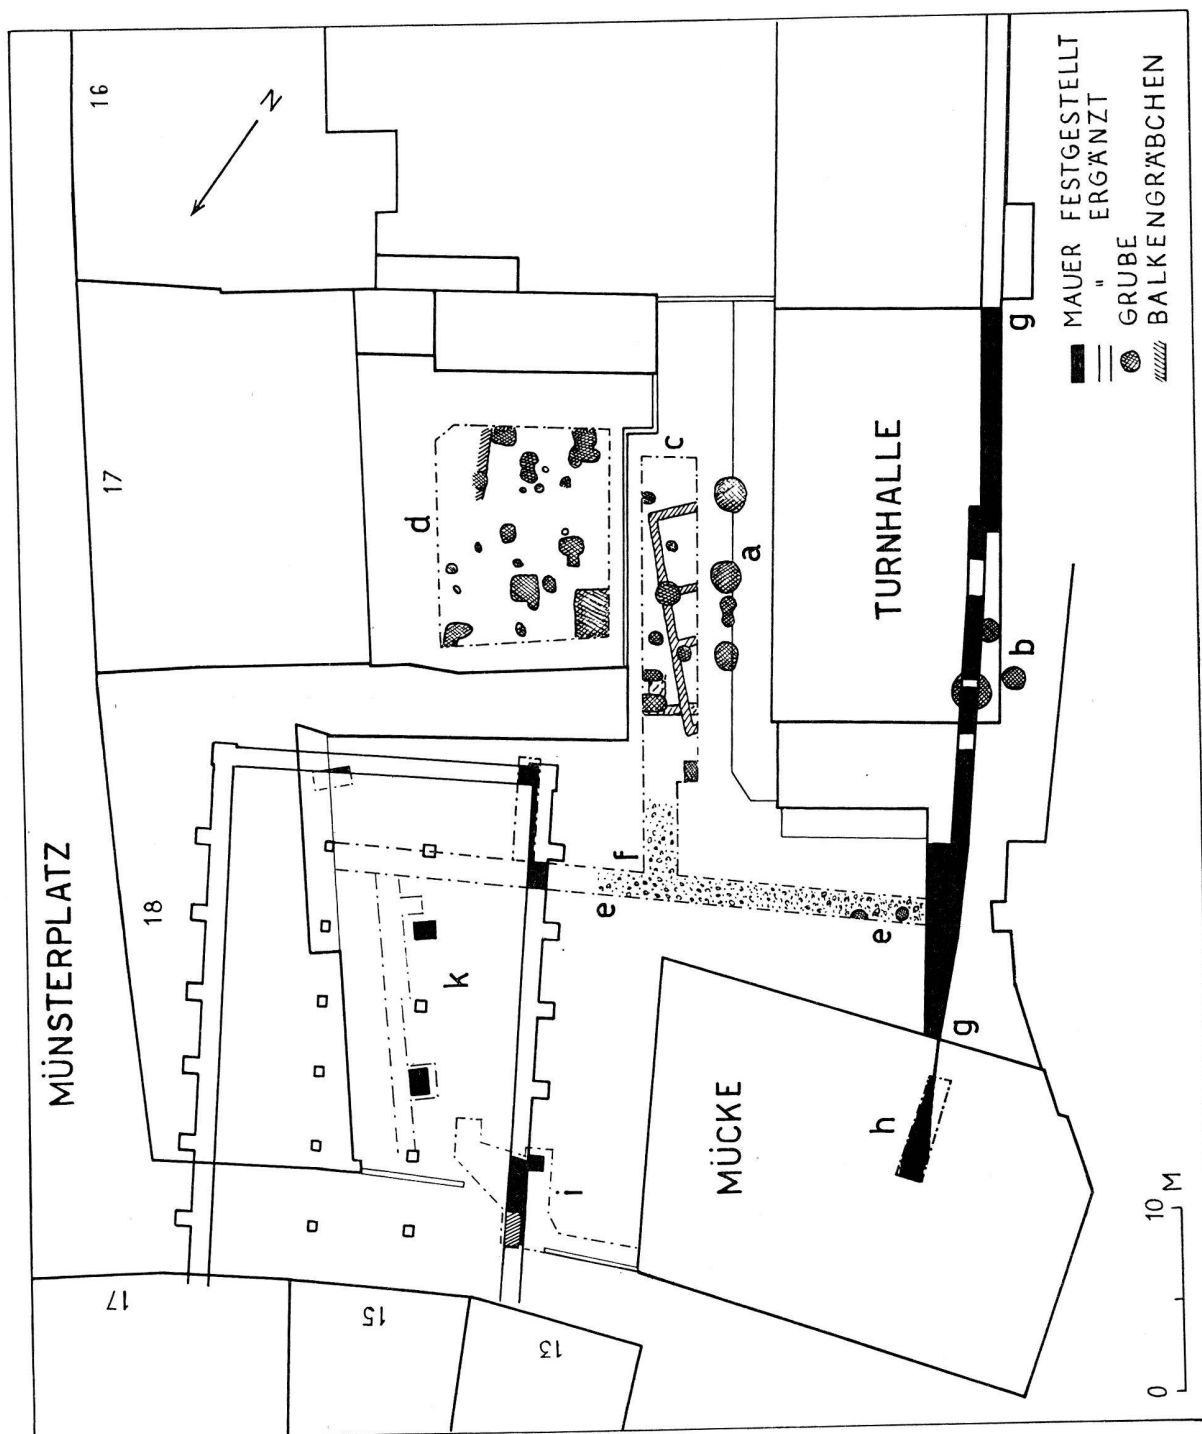 MÜNSTERPLATZ
16
N
17
18
d
c
a
b
e
f
e
g
g
h
i
k
TURNHALLE
MÜCKE
17
15
13
MAUER FESTGESTELLT
" ERGÄNZT
GRUBE
BALKENGRÄBCHEN
0 10 M